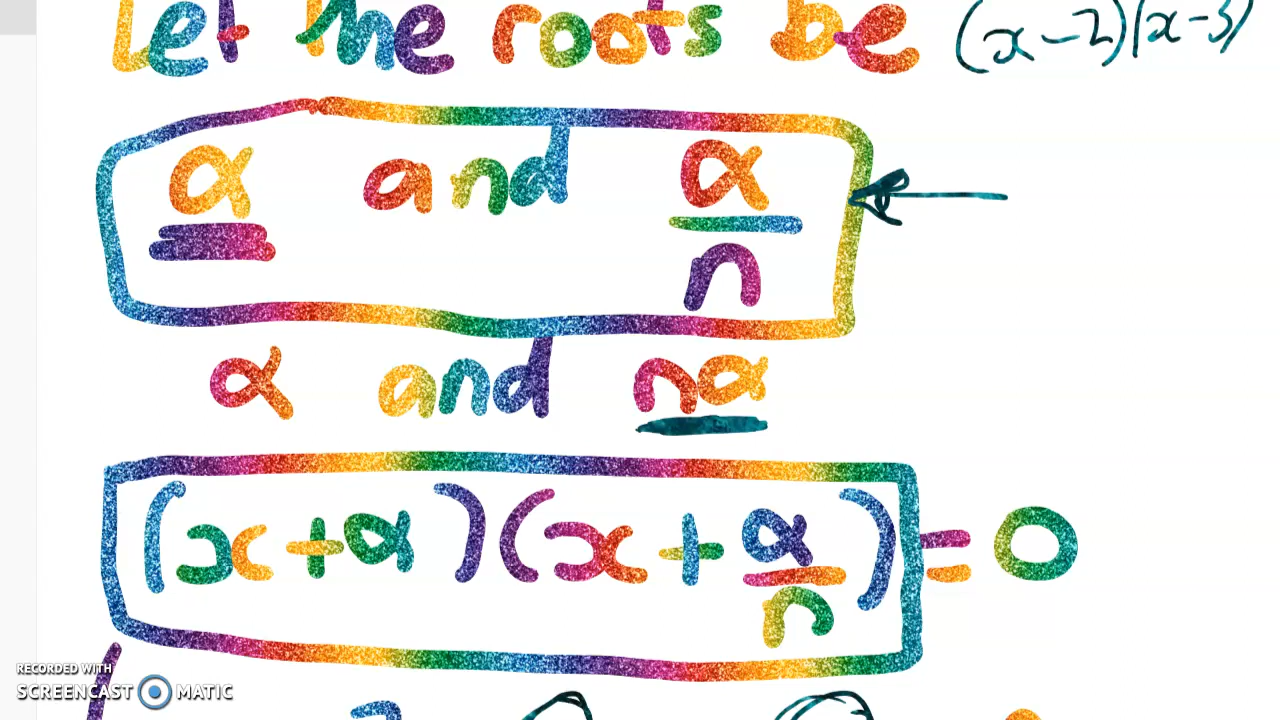 Let the roots be (x-2)(x-3)
α and α/n
α and nα
(x+α)(x+α/n)=0
RECORDED WITH
SCREENCAST MATIC